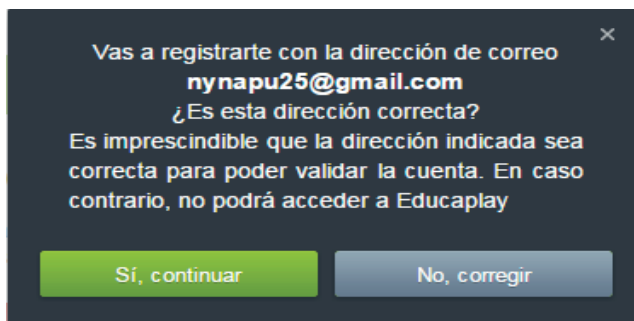 Vas a registrarte con la dirección de correo
nynapu25@gmail.com
¿Es esta dirección correcta?
Es imprescindible que la dirección indicada sea
correcta para poder validar la cuenta. En caso
contrario, no podrá acceder a Educaplay
Sí, continuar
No, corregir